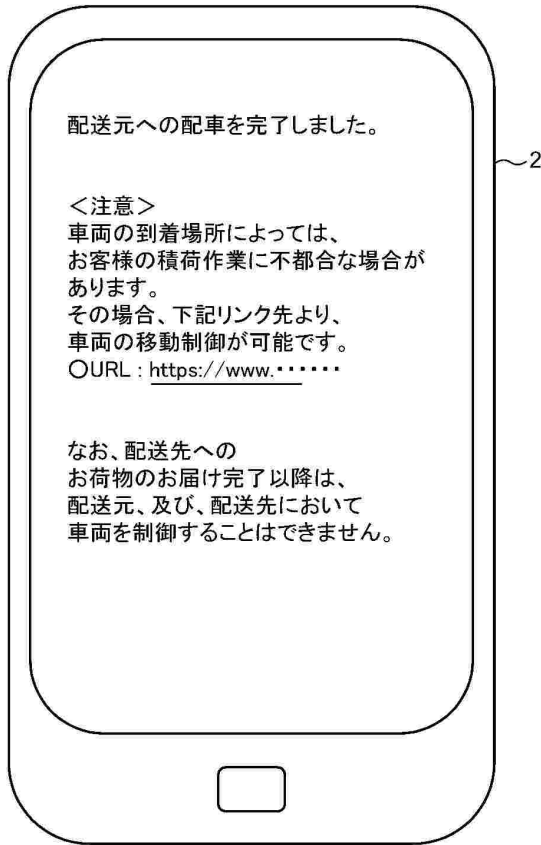 配送元への配車を完了しました。
<注意>
車両の到着場所によっては、
お客様の積荷作業に不都合な場合が
あります。
その場合、下記リンク先より、
車両の移動制御が可能です。
〇URL : https://www.・・・・・・
なお、配送先への
お荷物のお届け完了以降は、
配送元、及び、配送先において
車両を制御することはできません。
2